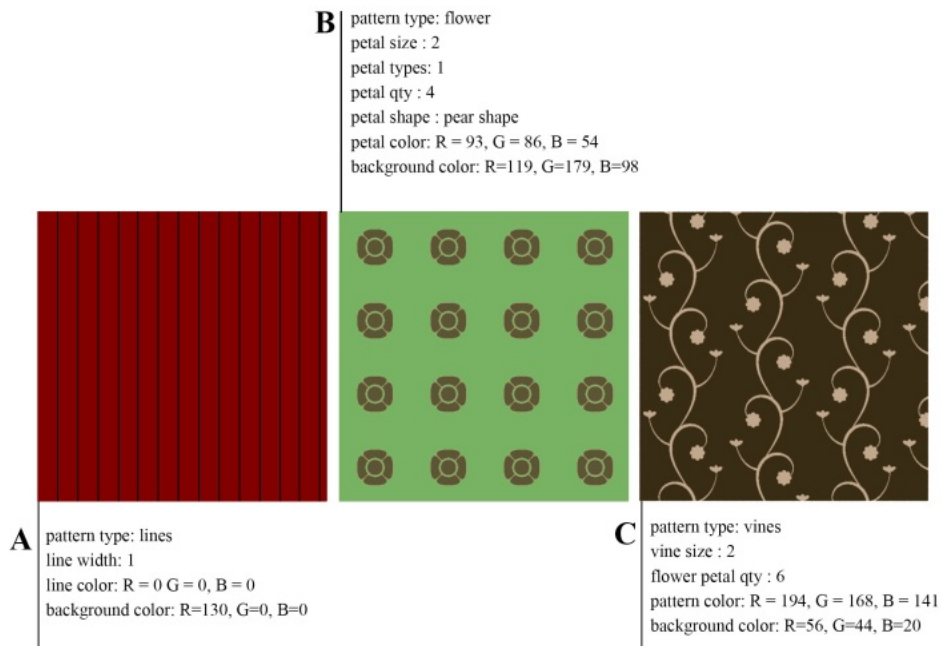 B
pattern type: flower
petal size : 2
petal types: 1
petal qty : 4
petal shape : pear shape
petal color: R = 93, G = 86, B = 54
background color: R=119, G=179, B=98
A
pattern type: lines
line width: 1
line color: R = 0 G = 0, B = 0
background color: R=130, G=0, B=0
C
pattern type: vines
vine size : 2
flower petal qty : 6
pattern color: R = 194, G = 168, B = 141
background color: R=56, G=44, B=20